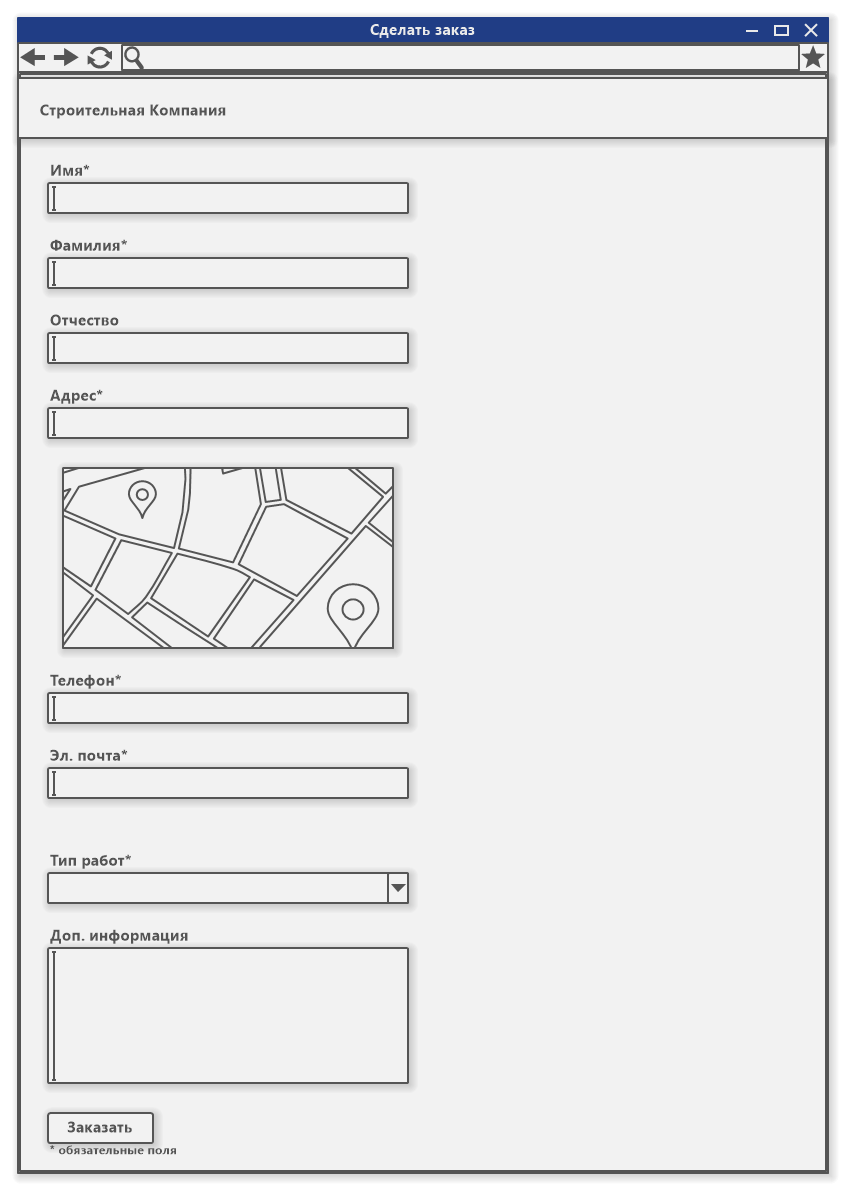 Сделать заказ
Строительная Компания
Имя*
Фамилия*
Отчество
Адрес*
Телефон*
Эл. почта*
Тип работ*
Доп. информация
Заказать
* обязательные поля